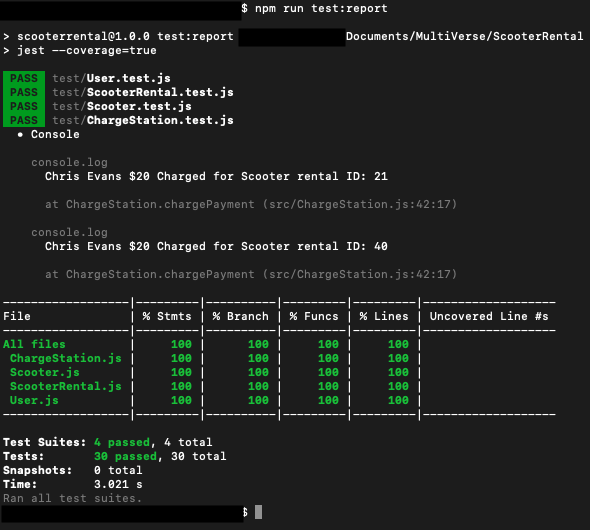 $ npm run test:report
> scooterrental@1.0.0 test:report Documents/MultiVerse/ScooterRental
> jest --coverage=true
PASS test/User.test.js
PASS test/ScooterRental.test.js
PASS test/Scooter.test.js
PASS test/ChargeStation.test.js
● Console
console.log
Chris Evans $20 Charged for Scooter rental ID: 21
at ChargeStation.chargePayment (src/ChargeStation.js:42:17)
console.log
Chris Evans $20 Charged for Scooter rental ID: 40
at ChargeStation.chargePayment (src/ChargeStation.js:42:17)
------------------|---------|----------|---------|---------|-------------------
File | % Stmts | % Branch | % Funcs | % Lines | Uncovered Line #s
------------------|---------|----------|---------|---------|-------------------
All files | 100 | 100 | 100 | 100 |
ChargeStation.js | 100 | 100 | 100 | 100 |
Scooter.js | 100 | 100 | 100 | 100 |
ScooterRental.js | 100 | 100 | 100 | 100 |
User.js | 100 | 100 | 100 | 100 |
------------------|---------|----------|---------|---------|-------------------
Test Suites: 4 passed, 4 total
Tests: 30 passed, 30 total
Snapshots: 0 total
Time: 3.021 s
Ran all test suites.
$